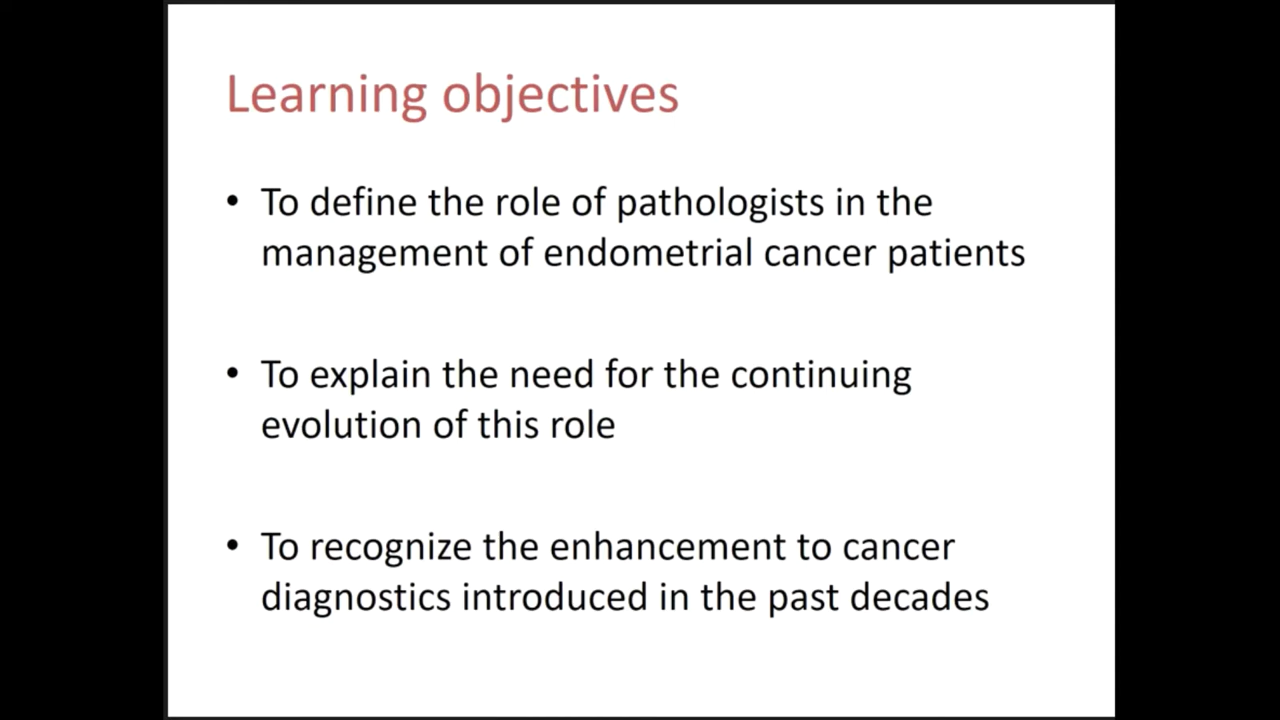 Learning objectives
• To define the role of pathologists in the
management of endometrial cancer patients
• To explain the need for the continuing
evolution of this role
• To recognize the enhancement to cancer
diagnostics introduced in the past decades